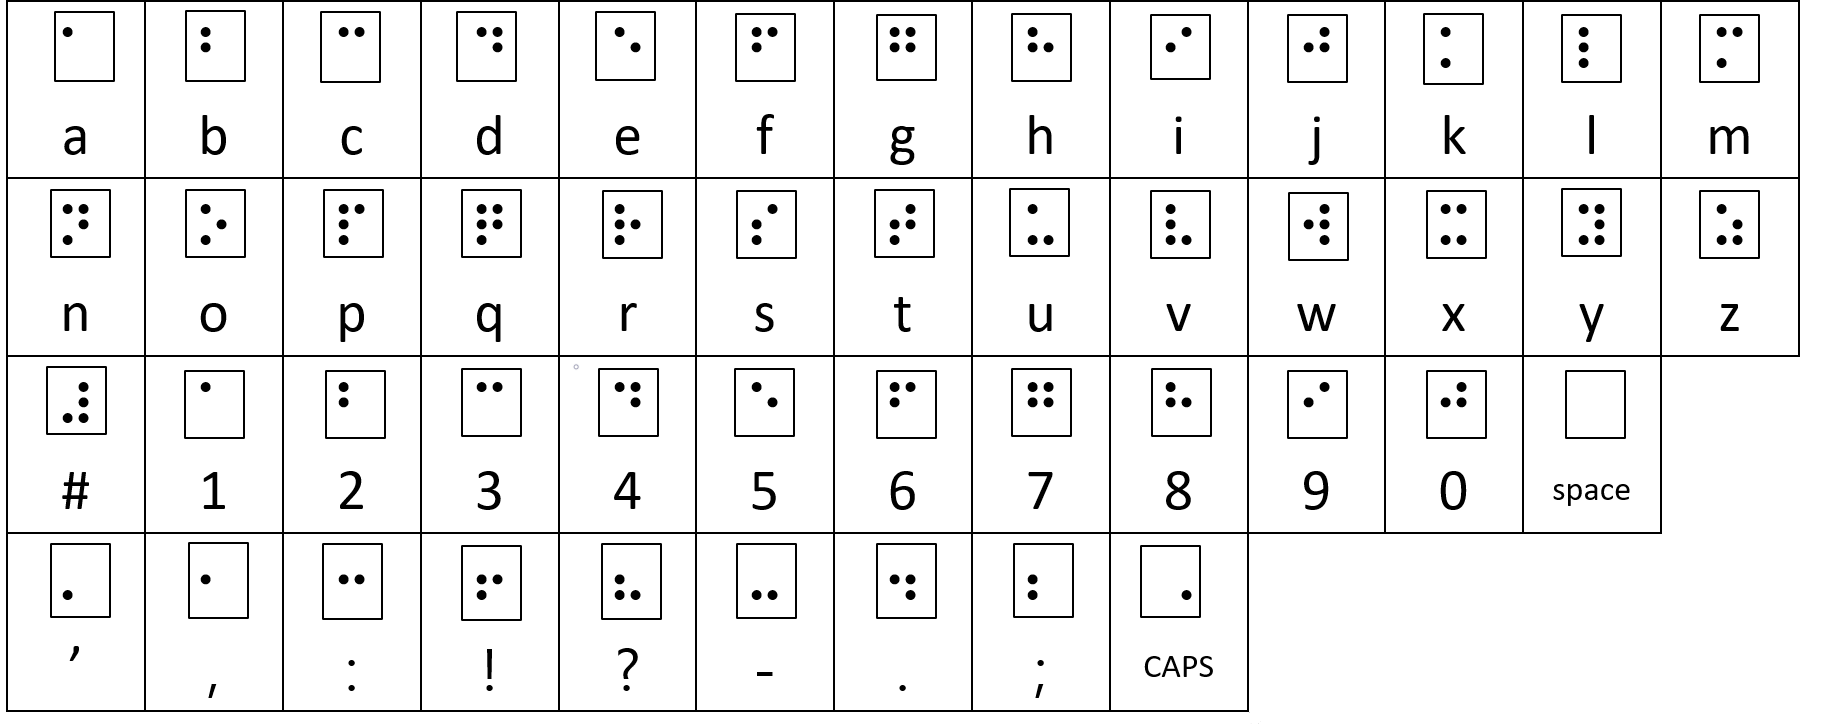 a b c d e f g h i j k l m
n o p q r s t u v w x y z
# 1 2 3 4 5 6 7 8 9 0 space
’ , : ! ? - . ; CAPS